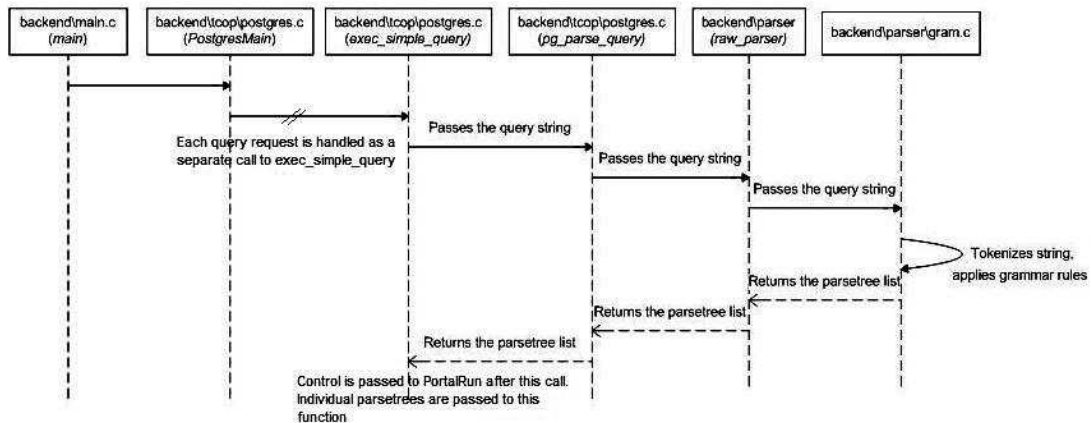 backend\main.c
(main)
backend\tcop\postgres.c
(PostgresMain)
backend\tcop\postgres.c
(exec_simple_query)
backend\tcop\postgres.c
(pg_parse_query)
backend\parser
(raw_parser)
backend\parser\gram.c
Each query request is handled as a
separate call to exec_simple_query
Passes the query string
Passes the query string
Passes the query string
Tokenizes string,
applies grammar rules
Returns the parsetree list
Returns the parsetree list
Returns the parsetree list
Control is passed to PortalRun after this call.
Individual parsetrees are passed to this
function